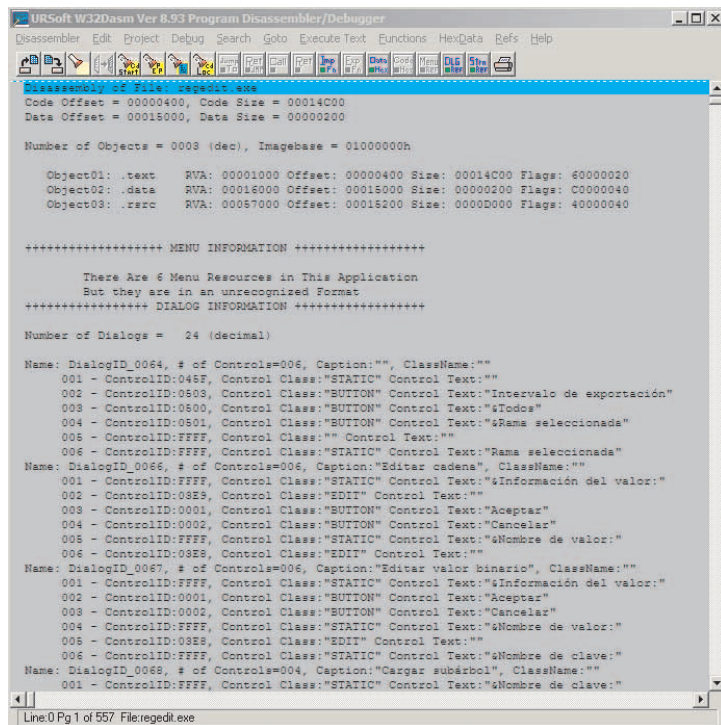 URSoft W32Dasm Ver 8.93 Program Disassembler/Debugger
Disassembler Edit Project Debug Search Goto Execute Text Functions HexData Refs Help
Disassembly of File: regedit.exe
Code Offset = 00000400, Code Size = 00014C00
Data Offset = 00015000, Data Size = 00000200
Number of Objects = 0003 (dec), Imagebase = 01000000h
Object01: .text RVA: 00001000 Offset: 00000400 Size: 00014C00 Flags: 60000020
Object02: .data RVA: 00016000 Offset: 00015000 Size: 00000200 Flags: C0000040
Object03: .rsrc RVA: 00057000 Offset: 00015200 Size: 0000D000 Flags: 40000040
+++++++++++++++++++ MENU INFORMATION ++++++++++++++++++
There Are 6 Menu Resources in This Application
But they are in an unrecognized Format
+++++++++++++++++ DIALOG INFORMATION ++++++++++++++++++
Number of Dialogs = 24 (decimal)
Name: DialogID_0064, # of Controls=006, Caption:"", ClassName:""
001 - ControlID:045F, Control Class:"STATIC" Control Text:""
002 - ControlID:0503, Control Class:"BUTTON" Control Text:"Intervalo de exportación"
003 - ControlID:0500, Control Class:"BUTTON" Control Text:"&Todos"
004 - ControlID:0501, Control Class:"BUTTON" Control Text:"&Rama seleccionada"
005 - ControlID:FFFF, Control Class:"" Control Text:""
006 - ControlID:FFFF, Control Class:"STATIC" Control Text:"Rama seleccionada"
Name: DialogID_0066, # of Controls=006, Caption:"Editar cadena", ClassName:""
001 - ControlID:FFFF, Control Class:"STATIC" Control Text:"&Información del valor:"
002 - ControlID:03E9, Control Class:"EDIT" Control Text:""
003 - ControlID:0001, Control Class:"BUTTON" Control Text:"Aceptar"
004 - ControlID:0002, Control Class:"BUTTON" Control Text:"Cancelar"
005 - ControlID:FFFF, Control Class:"STATIC" Control Text:"&Nombre de valor:"
006 - ControlID:03E8, Control Class:"EDIT" Control Text:""
Name: DialogID_0067, # of Controls=006, Caption:"Editar valor binario", ClassName:""
001 - ControlID:FFFF, Control Class:"STATIC" Control Text:"&Información del valor:"
002 - ControlID:0001, Control Class:"BUTTON" Control Text:"Aceptar"
003 - ControlID:0002, Control Class:"BUTTON" Control Text:"Cancelar"
004 - ControlID:FFFF, Control Class:"STATIC" Control Text:"&Nombre de valor:"
005 - ControlID:03E8, Control Class:"EDIT" Control Text:""
006 - ControlID:FFFF, Control Class:"STATIC" Control Text:"&Nombre de clave:"
Name: DialogID_0068, # of Controls=004, Caption:"Cargar subárbol", ClassName:""
001 - ControlID:FFFF, Control Class:"STATIC" Control Text:"&Nombre de clave:"
Line:0 Pg 1 of 557 File:regedit.exe